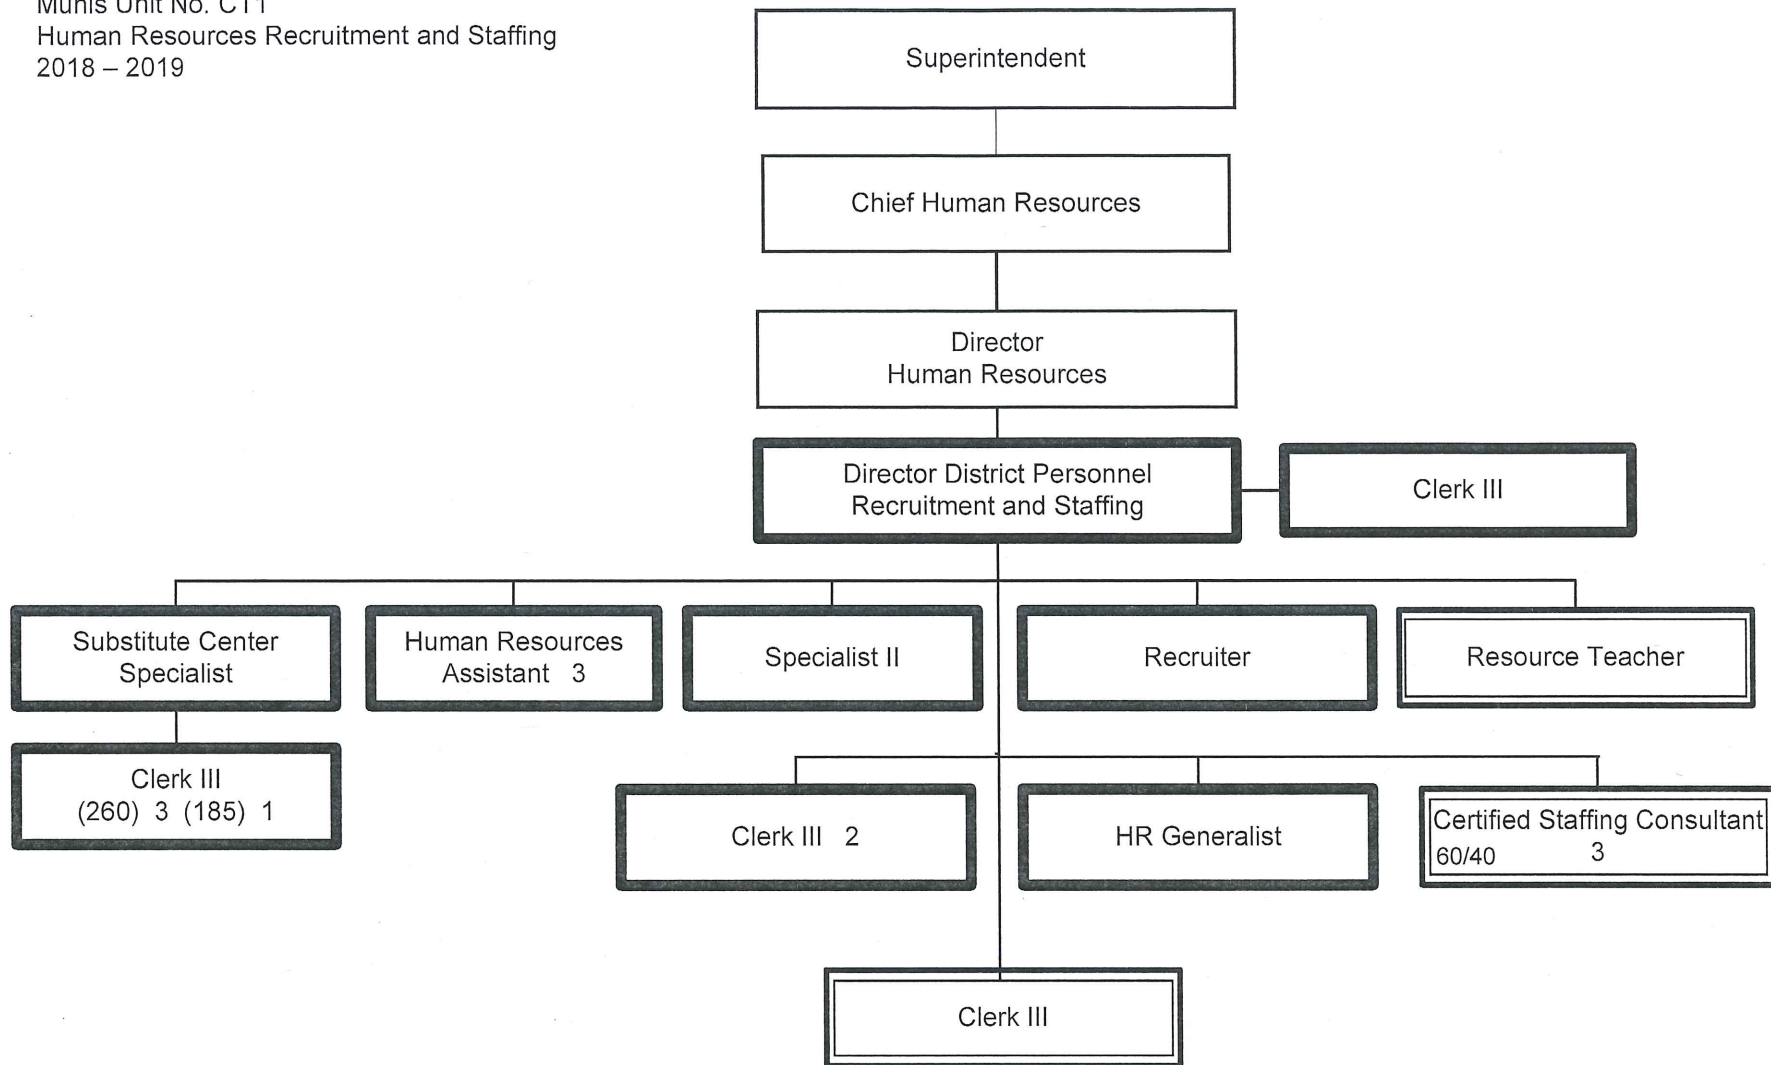 Munis Unit No. CT1
Human Resources Recruitment and Staffing
2018 – 2019
Superintendent
Chief Human Resources
Director
Human Resources
Director District Personnel
Recruitment and Staffing
Clerk III
Substitute Center
Specialist
Human Resources
Assistant 3
Specialist II
Recruiter
Resource Teacher
Clerk III
(260) 3 (185) 1
Clerk III 2
HR Generalist
Certified Staffing Consultant
60/40 3
Clerk III